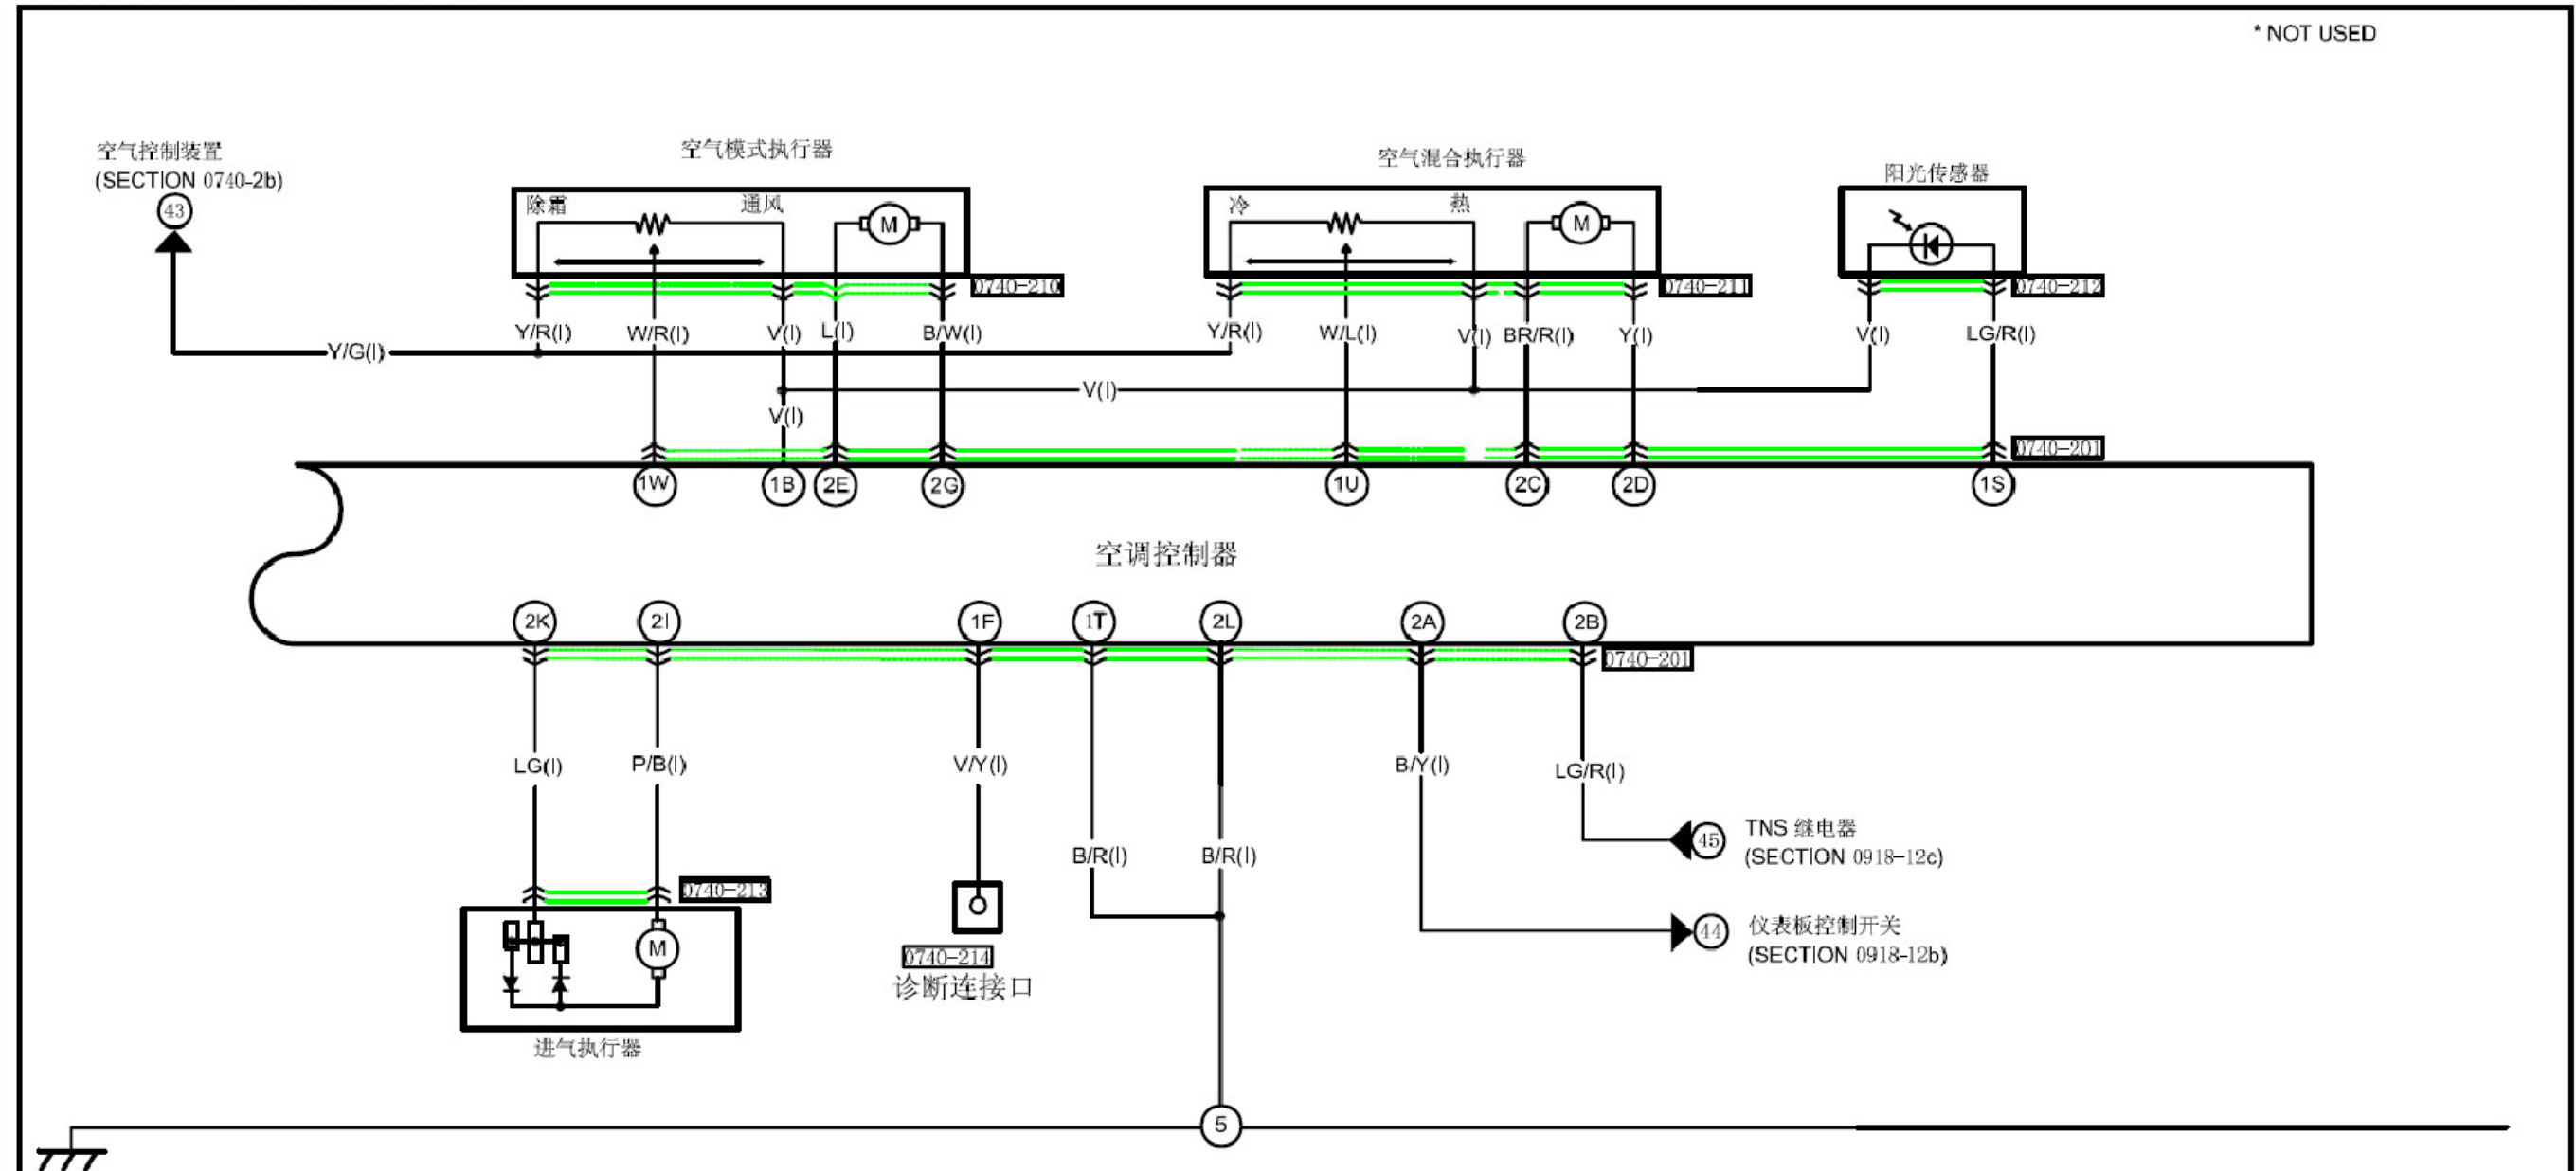 * NOT USED
空气控制装置
(SECTION 0740-2b)
43
空气模式执行器
除霜
通风
M
0740-210
空气混合执行器
冷
热
M
0740-211
阳光传感器
0740-212
Y/R(I)
W/R(I)
V(I)
L(I)
B/W(I)
Y/R(I)
W/L(I)
V(I)
BR/R(I)
Y(I)
V(I)
LG/R(I)
Y/G(I)
V(I)
V(I)
0740-201
1W
1B
2E
2G
1U
2C
2D
1S
空调控制器
2K
2I
1F
1T
2L
2A
2B
0740-201
LG(I)
P/B(I)
V/Y(I)
B/Y(I)
LG/R(I)
B/R(I)
B/R(I)
45
TNS 继电器
(SECTION 0918-12c)
0740-213
M
进气执行器
0740-214
诊断连接口
44
仪表板控制开关
(SECTION 0918-12b)
5